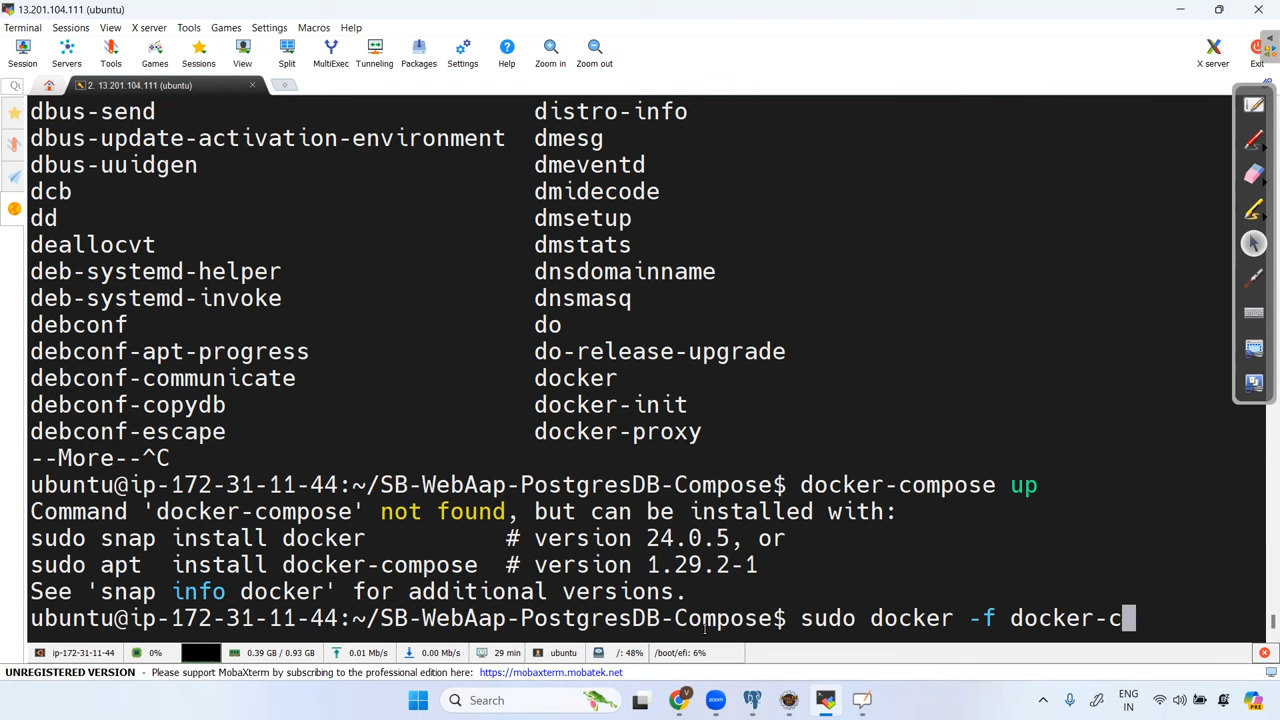 13.201.104.111 (ubuntu)
Terminal Sessions View X server Tools Games Settings Macros Help
Session Servers Tools Games Sessions View Split MultiExec Tunneling Packages Settings Help Zoom in Zoom out X server Exit
2. 13.201.104.111 (ubuntu)
dbus-send distro-info
dbus-update-activation-environment dmesg
dbus-uuidgen dmeventd
dcb dmidecode
dd dmsetup
deallocvt dmstats
deb-systemd-helper dnsdomainname
deb-systemd-invoke dnsmasq
debconf do
debconf-apt-progress do-release-upgrade
debconf-communicate docker
debconf-copydb docker-init
debconf-escape docker-proxy
--More--^C
ubuntu@ip-172-31-11-44:~/SB-WebAap-PostgresDB-Compose$ docker-compose up
Command 'docker-compose' not found, but can be installed with:
sudo snap install docker # version 24.0.5, or
sudo apt install docker-compose # version 1.29.2-1
See 'snap info docker' for additional versions.
ubuntu@ip-172-31-11-44:~/SB-WebAap-PostgresDB-Compose$ sudo docker -f docker-c
ip-172-31-11-44 0% 0.39 GB / 0.93 GB 0.01 Mb/s 0.00 Mb/s 29 min ubuntu /: 48% /boot/efi: 6%
UNREGISTERED VERSION - Please support MobaXterm by subscribing to the professional edition here: https://mobaxterm.mobatek.net
Search
zoom
ENG
IN
PRE